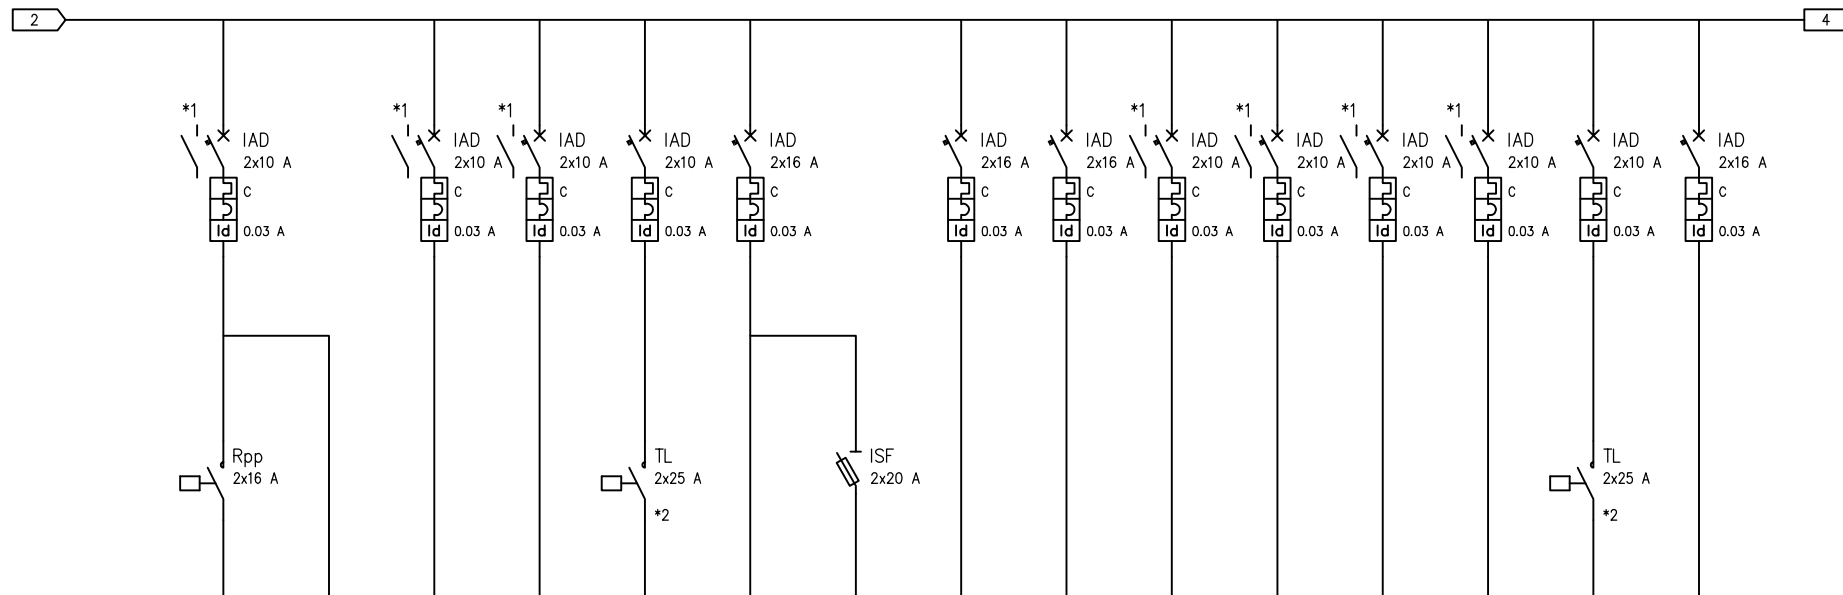 2
4
*1
*1
*1
*1
*1
*1
*1
IAD
2x10 A
C
Id
0.03 A
IAD
2x10 A
C
Id
0.03 A
IAD
2x10 A
C
Id
0.03 A
IAD
2x10 A
C
Id
0.03 A
IAD
2x16 A
C
Id
0.03 A
IAD
2x16 A
C
Id
0.03 A
IAD
2x16 A
C
Id
0.03 A
IAD
2x10 A
C
Id
0.03 A
IAD
2x10 A
C
Id
0.03 A
IAD
2x10 A
C
Id
0.03 A
IAD
2x10 A
C
Id
0.03 A
IAD
2x10 A
C
Id
0.03 A
IAD
2x16 A
C
Id
0.03 A
Rpp
2x16 A
TL
2x25 A
*2
ISF
2x20 A
TL
2x25 A
*2